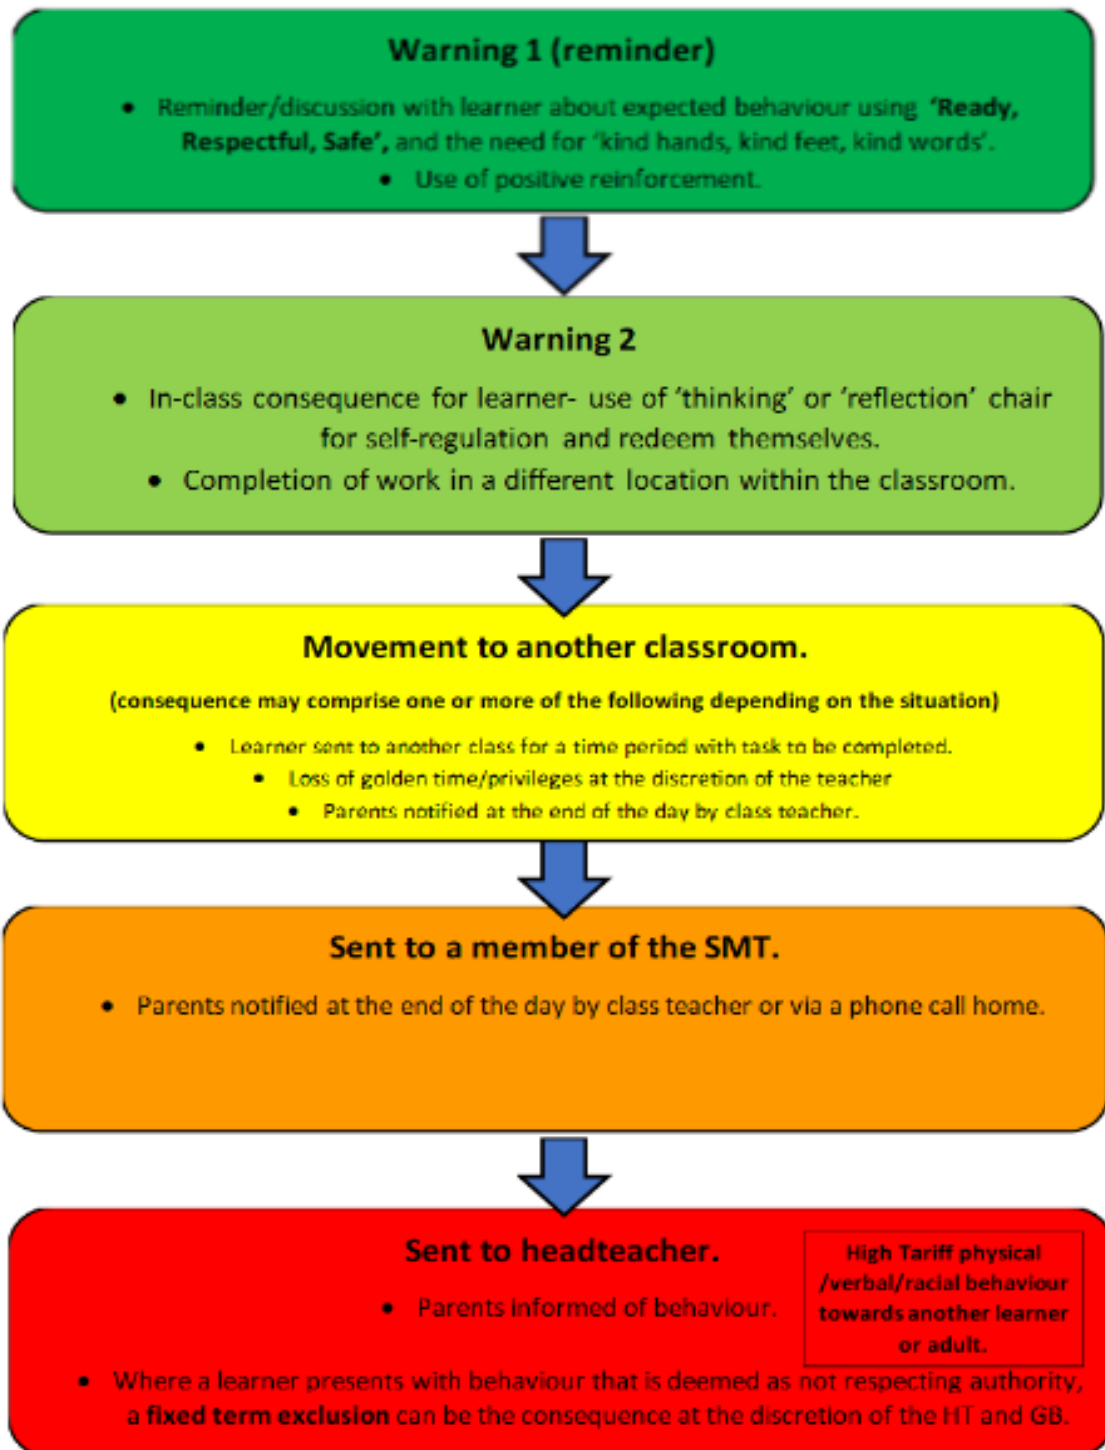 Warning 1 (reminder)
• Reminder/discussion with learner about expected behaviour using ‘Ready,
Respectful, Safe’, and the need for ‘kind hands, kind feet, kind words’.
• Use of positive reinforcement.
Warning 2
• In-class consequence for learner- use of ‘thinking’ or ‘reflection’ chair
for self-regulation and redeem themselves.
• Completion of work in a different location within the classroom.
Movement to another classroom.
(consequence may comprise one or more of the following depending on the situation)
• Learner sent to another class for a time period with task to be completed.
• Loss of golden time/privileges at the discretion of the teacher
• Parents notified at the end of the day by class teacher.
Sent to a member of the SMT.
• Parents notified at the end of the day by class teacher or via a phone call home.
Sent to headteacher.
• Parents informed of behaviour.
High Tariff physical
/verbal/racial behaviour
towards another learner
or adult.
• Where a learner presents with behaviour that is deemed as not respecting authority,
a fixed term exclusion can be the consequence at the discretion of the HT and GB.